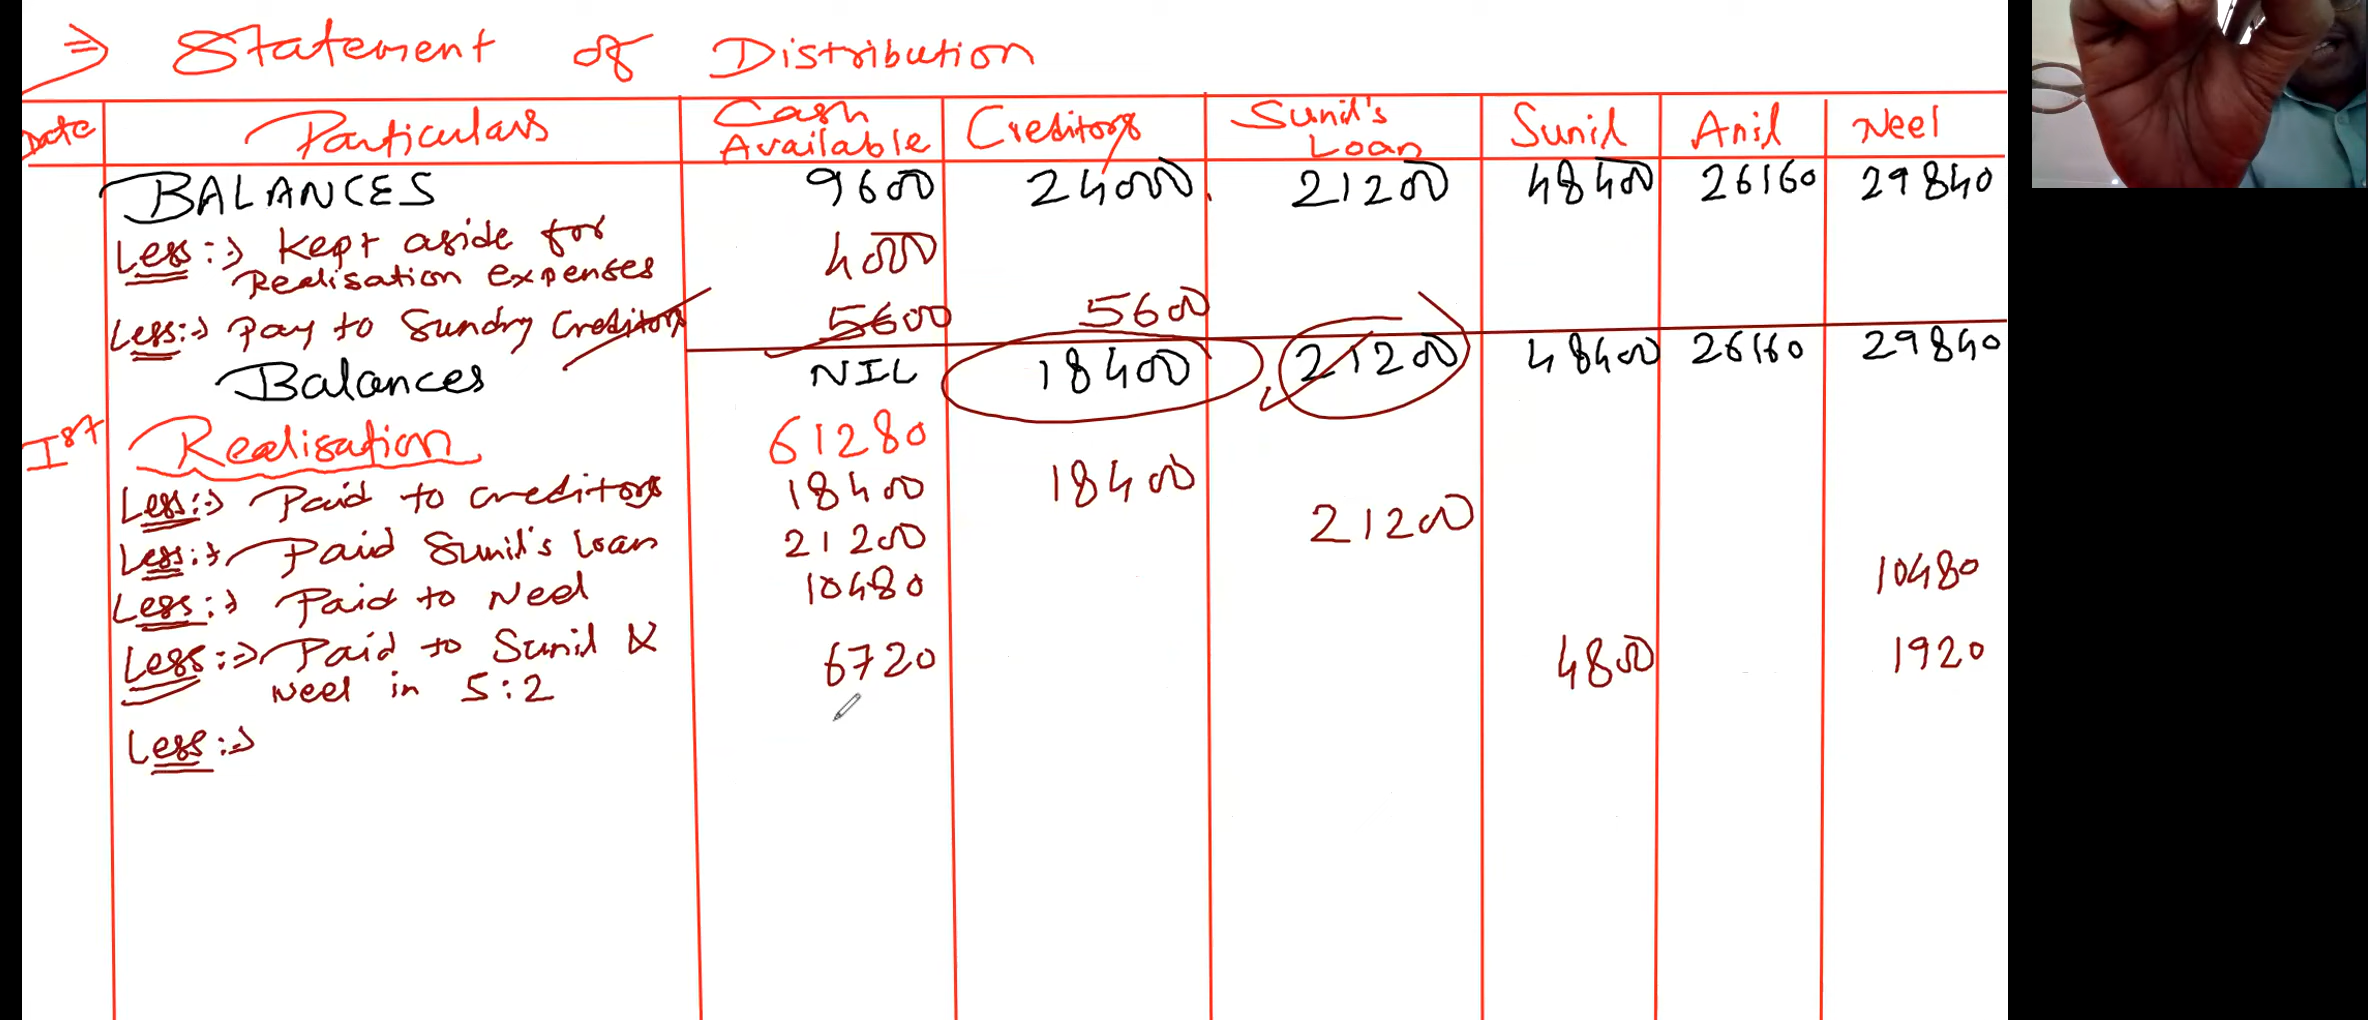 ⇒ Statement of Distribution
Date Particulars Cash Available Creditors Sunil's Loan Sunil Anil Neel
BALANCES 9600 24000 21200 48400 26160 29840
Less:→ Kept aside for 4000
Realisation expenses
Less:→ Pay to Sundry Creditors 5600 5600
Balances NIL 18400 21200 48400 26160 29840
Ist Realisation 61280
Less:→ Paid to creditors 18400 18400
Less:→ Paid Sunil's loan 21200 21200
Less:→ Paid to Neel 10480 10480
Less:→ Paid to Sunil & 6720 4800 1920
Neel in 5:2
Less:→